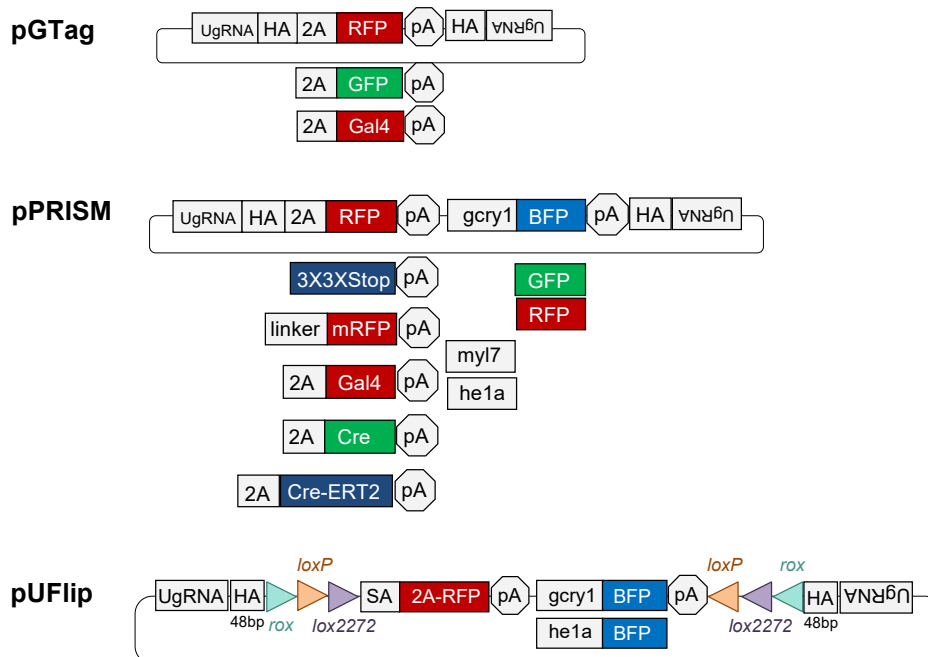 pGTag
UgRNA HA 2A RFP pA HA UgRNA
2A GFP pA
2A Gal4 pA
pPRISM
UgRNA HA 2A RFP pA gcry1 BFP pA HA UgRNA
3X3XStop pA GFP
RFP
linker mRFP pA
myl7
2A Gal4 pA
he1a
2A Cre pA
2A Cre-ERT2 pA
pUFlip
loxP loxP rox
UgRNA HA SA 2A-RFP pA gcry1 BFP pA HA UgRNA
48bp rox lox2272 he1a BFP lox2272 48bp